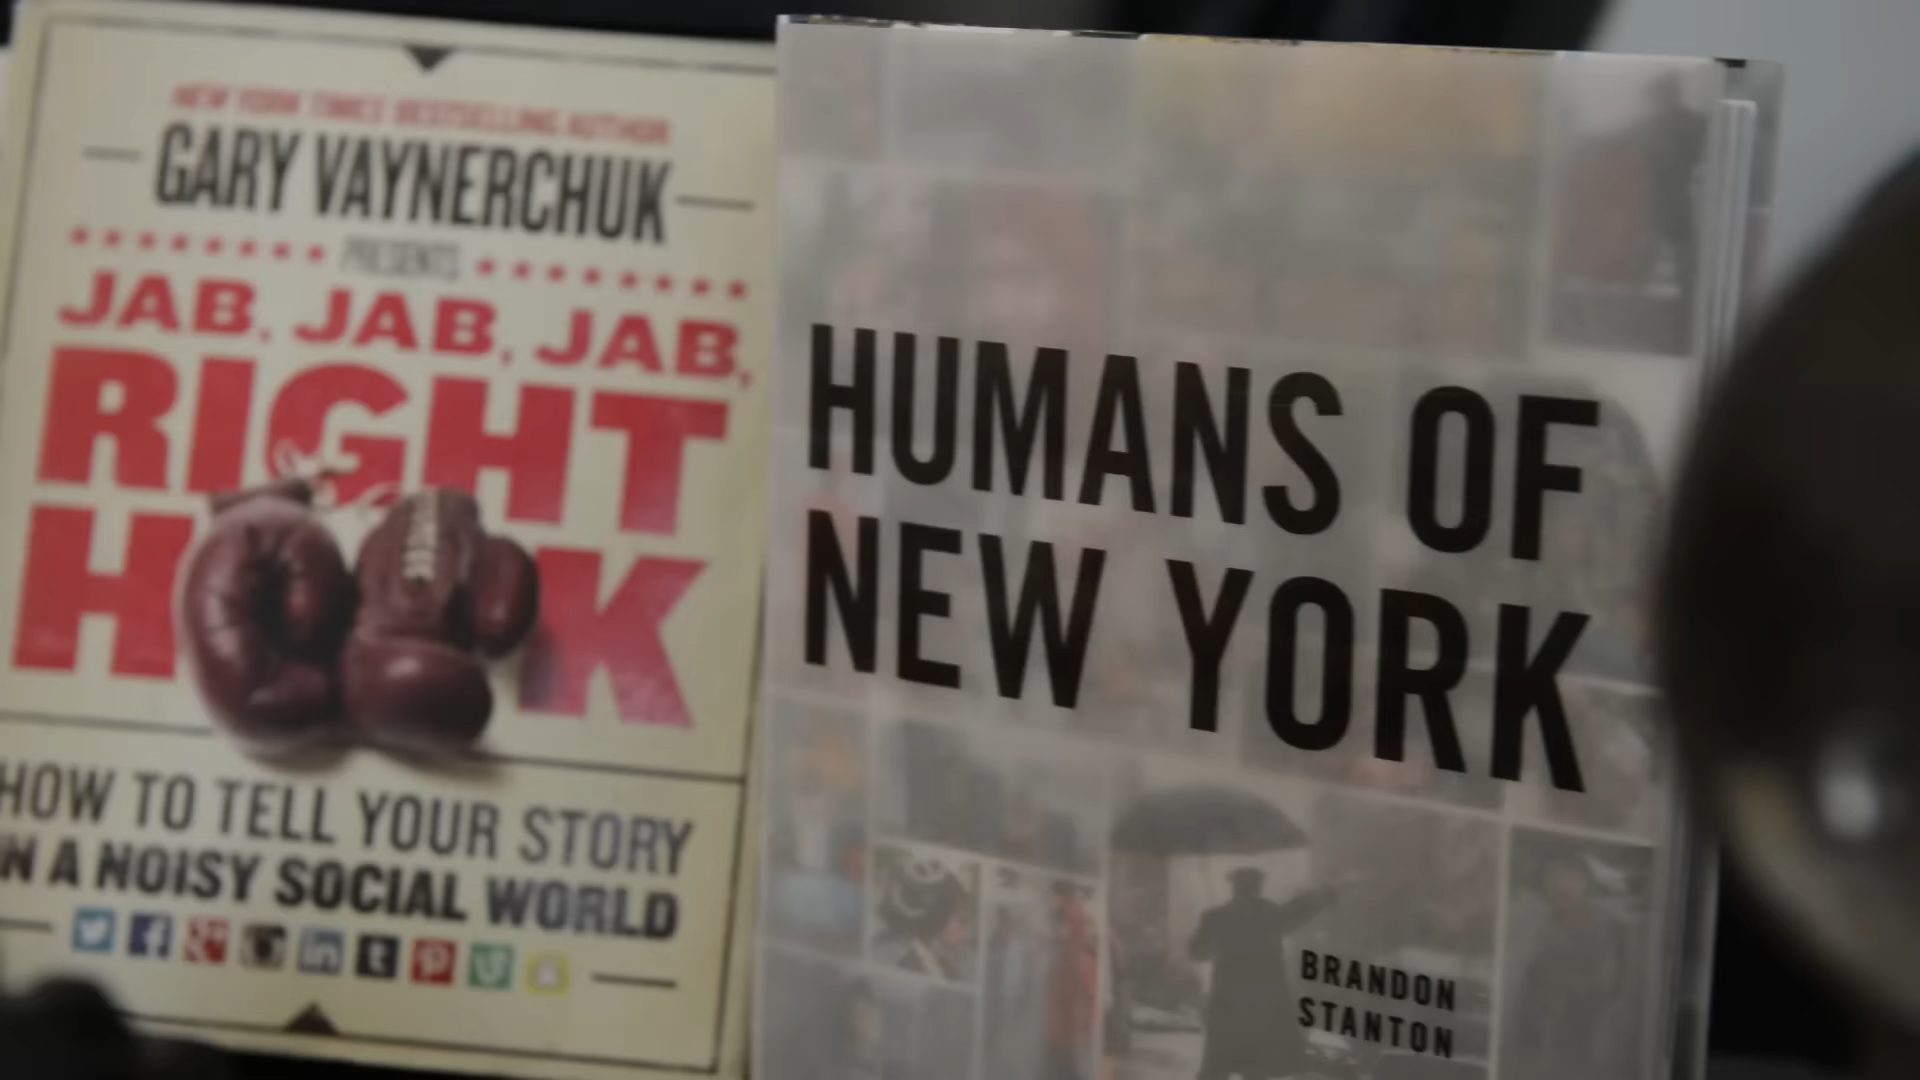 NEW YORK TIMES BESTSELLING AUTHOR
GARY VAYNERCHUK
PRESENTS
JAB, JAB, JAB,
RIGHT
HOOK
HOW TO TELL YOUR STORY
IN A NOISY SOCIAL WORLD
HUMANS OF
NEW YORK
BRANDON
STANTON